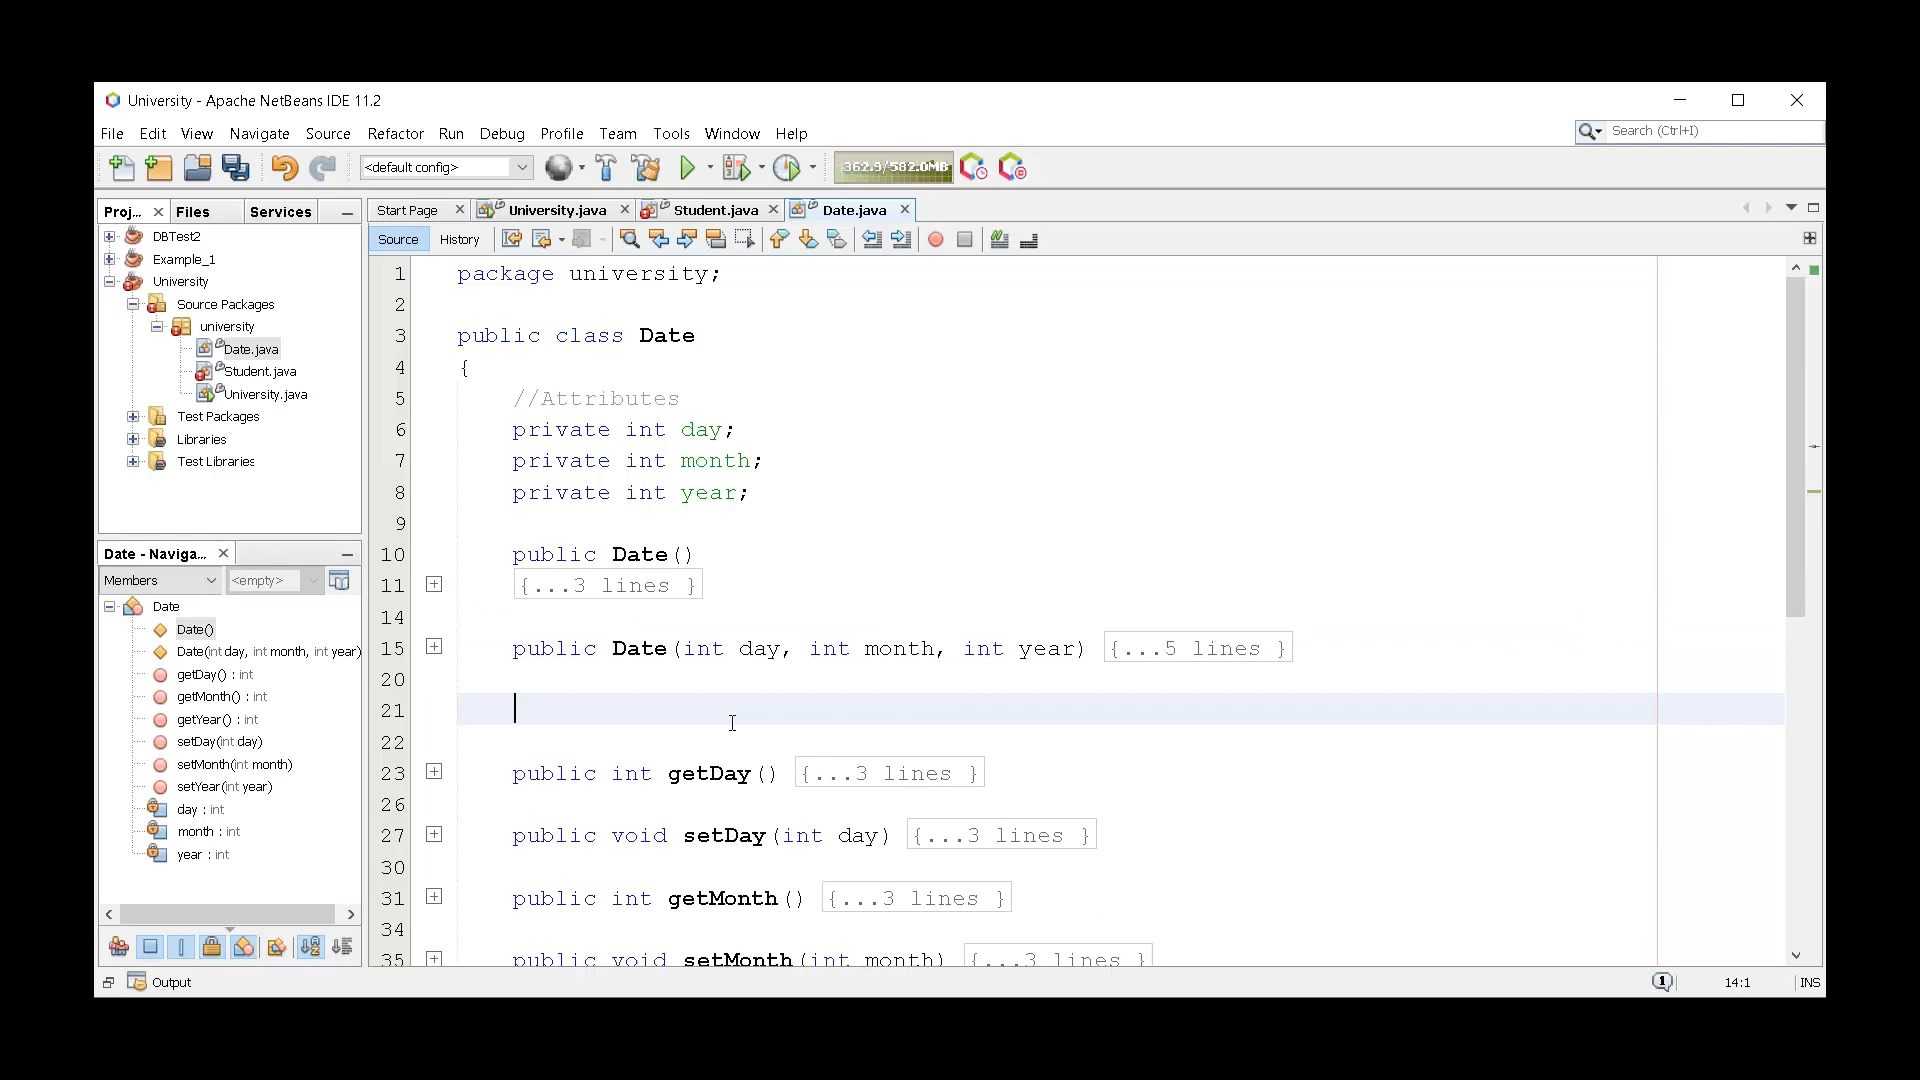 University - Apache NetBeans IDE 11.2
File Edit View Navigate Source Refactor Run Debug Profile Team Tools Window Help
Search (Ctrl+I)
<default config>
362.9/582.0MB
Proj... Files Services
Start Page University.java Student.java Date.java
Source History
DBTest2
Example_1
University
Source Packages
university
Date.java
Student.java
University.java
Test Packages
Libraries
Test Libraries
Date - Naviga...
Members <empty>
Date
Date()
Date(int day, int month, int year)
getDay() : int
getMonth() : int
getYear() : int
setDay(int day)
setMonth(int month)
setYear(int year)
day : int
month : int
year : int
1 package university;
2
3 public class Date
4 {
5 //Attributes
6 private int day;
7 private int month;
8 private int year;
9
10 public Date()
11 {...3 lines }
14
15 public Date(int day, int month, int year) {...5 lines }
20
21
22
23 public int getDay() {...3 lines }
26
27 public void setDay(int day) {...3 lines }
30
31 public int getMonth() {...3 lines }
34
35 public void setMonth(int month) {...3 lines }
Output
1
14:1 INS